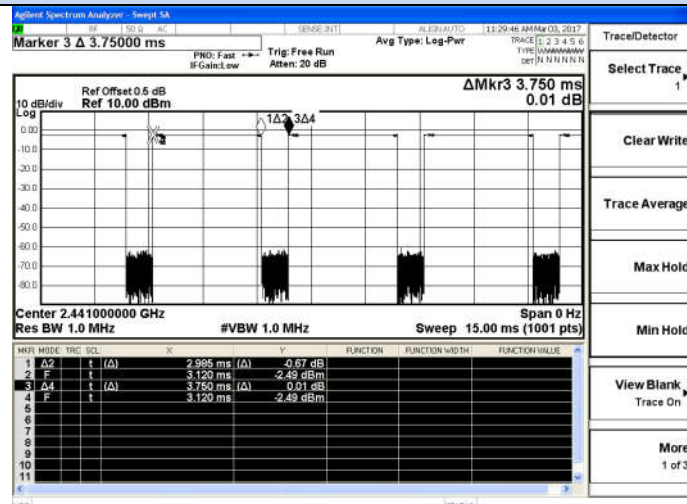 Agilent Spectrum Analyzer - Swept SA
RF 50 Ω AC SENSE:INT ALIGNAUTO 11:29:46 AM Mar 03, 2017
Marker 3 Δ 3.75000 ms
PNO: Fast
IFGain:Low
Trig: Free Run
Atten: 20 dB
Avg Type: Log-Pwr
TRACE 1 2 3 4 5 6
TYPE
DET N N N N N N
Trace/Detector
Select Trace
1
Clear Write
Trace Average
Max Hold
Min Hold
View Blank
Trace On
More
1 of 3
ΔMkr3 3.750 ms
0.01 dB
Ref Offset 0.5 dB
10 dB/div Ref 10.00 dBm
Log
1Δ2 3Δ4
0.00
-10.0
-20.0
-30.0
-40.0
-50.0
-60.0
-70.0
-80.0
Center 2.441000000 GHz Span 0 Hz
Res BW 1.0 MHz #VBW 1.0 MHz Sweep 15.00 ms (1001 pts)
MKR MODE TRC SCL X Y FUNCTION FUNCTION WIDTH FUNCTION VALUE
1 Δ2 t (Δ) 2.985 ms (Δ) -0.67 dB
2 F t 3.120 ms -2.49 dBm
3 Δ4 t (Δ) 3.750 ms (Δ) 0.01 dB
4 F t 3.120 ms -2.49 dBm
5
6
7
8
9
10
11